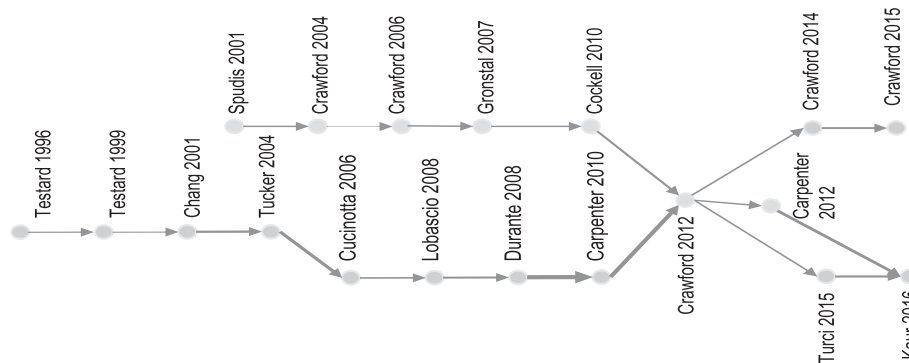 Testard 1996
Testard 1999
Chang 2001
Tucker 2004
Spudis 2001
Crawford 2004
Crawford 2006
Gronstal 2007
Cockell 2010
Cucinotta 2006
Lobascio 2008
Durante 2008
Carpenter 2010
Crawford 2012
Crawford 2014
Crawford 2015
Carpenter
2012
Turci 2015
2016